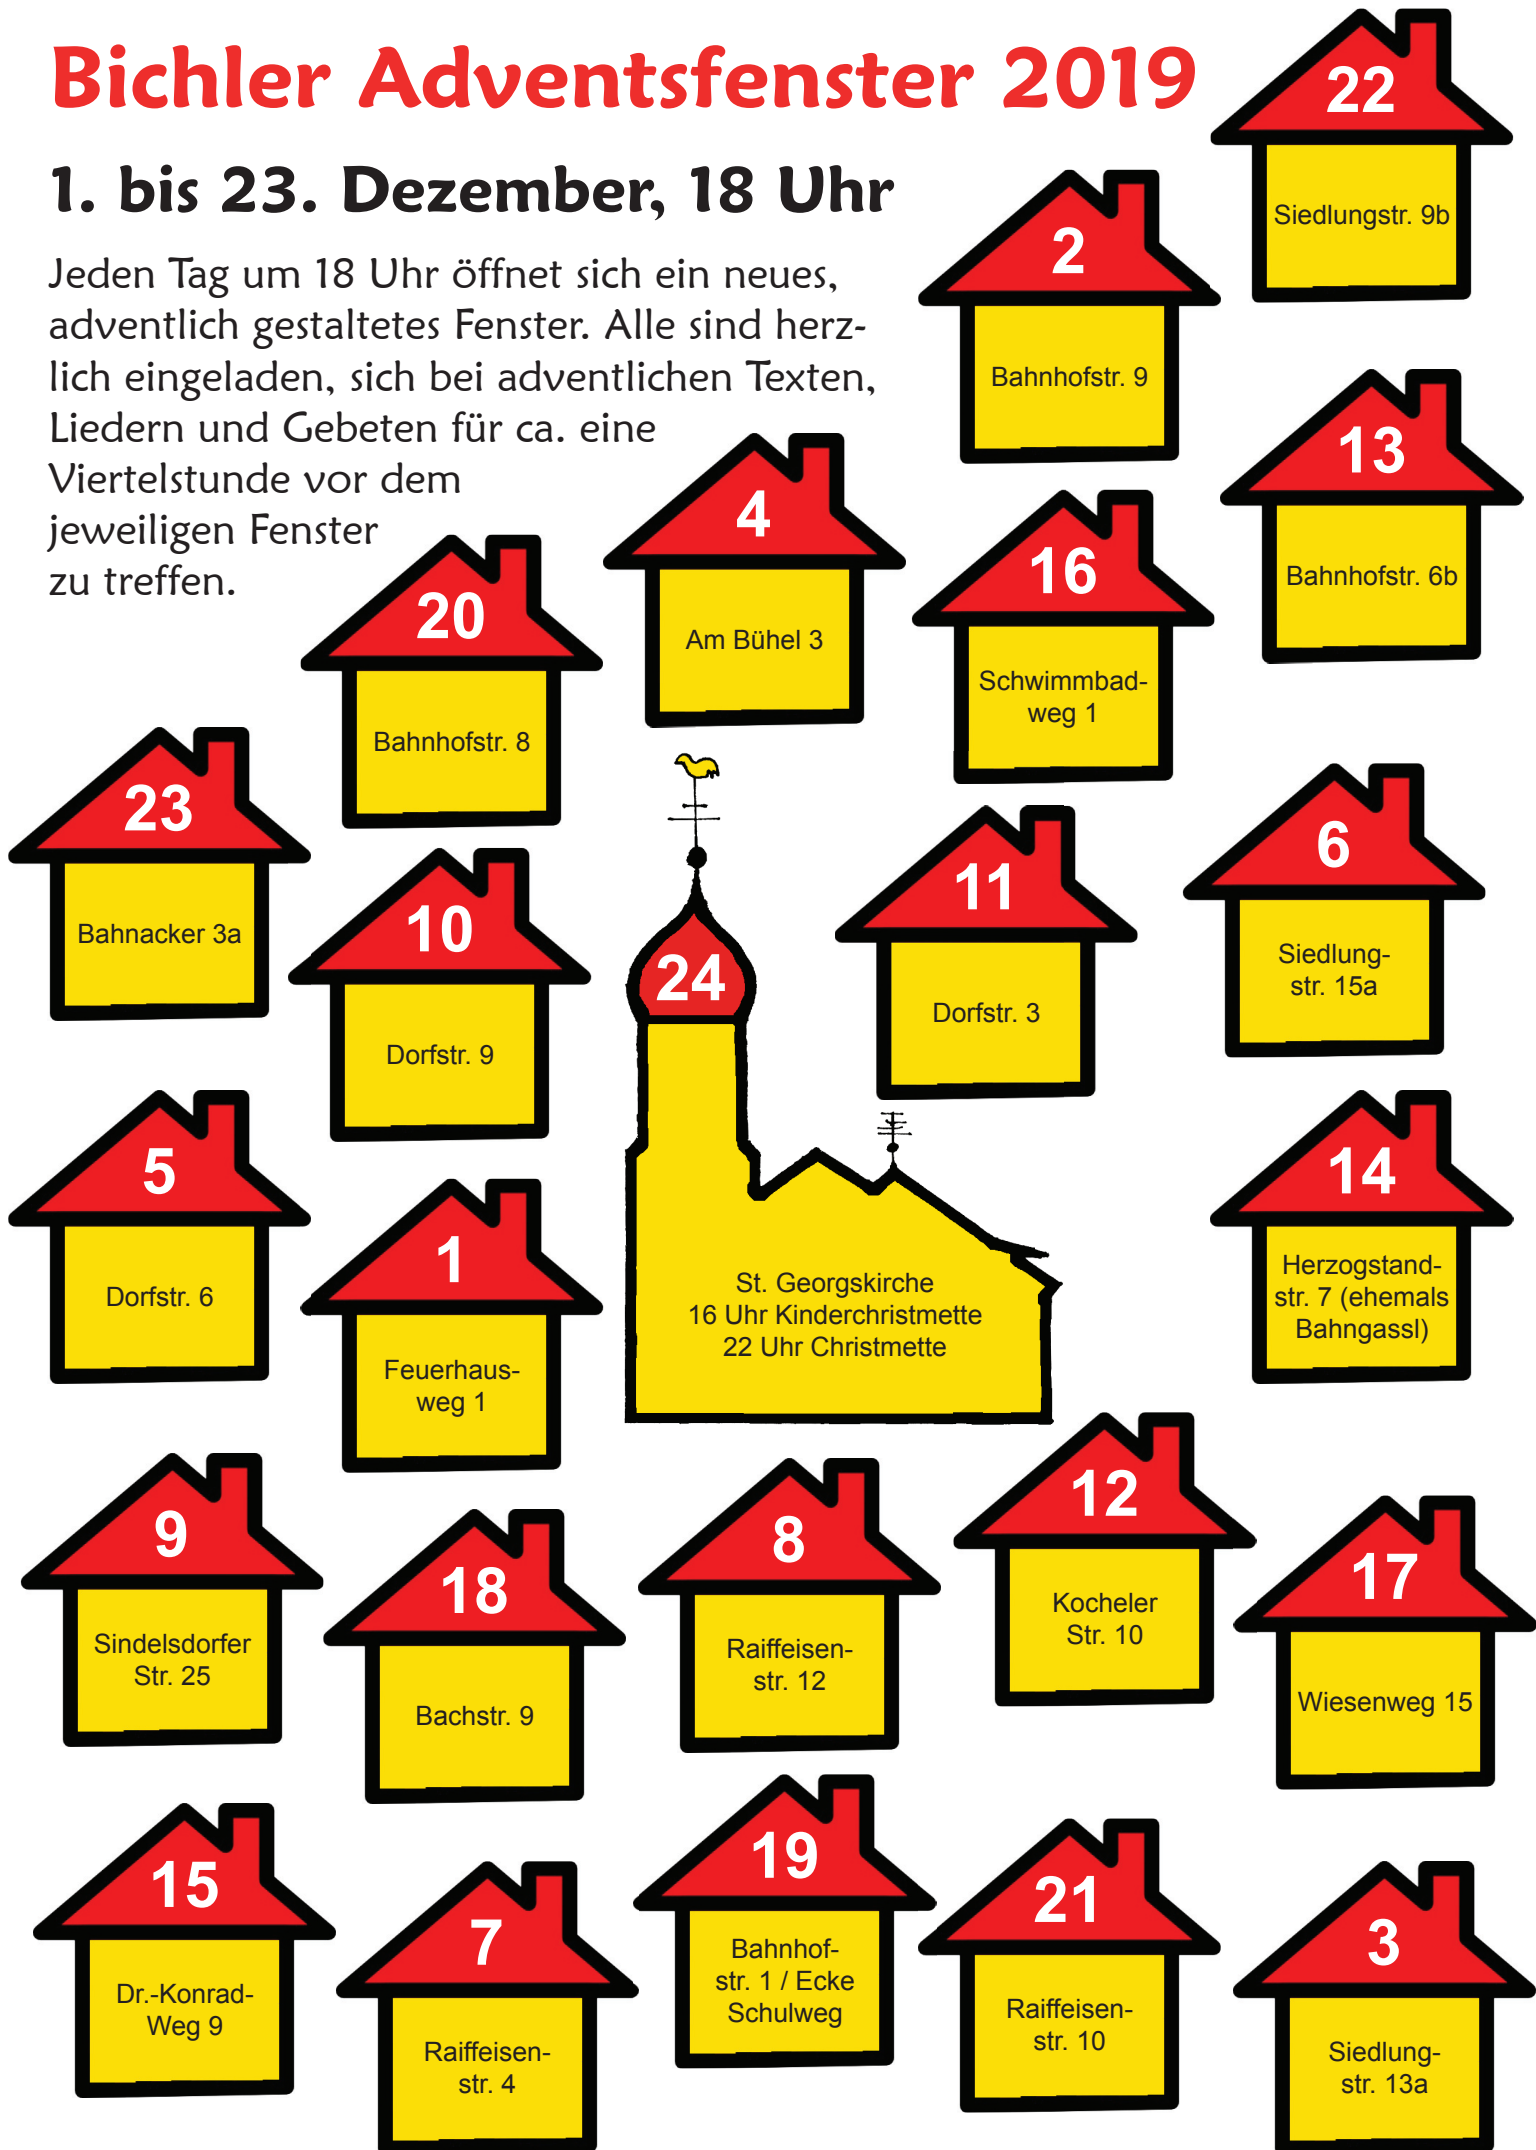 Bichler Adventsfenster 2019
1. bis 23. Dezember, 18 Uhr
Jeden Tag um 18 Uhr öffnet sich ein neues,
adventlich gestaltetes Fenster. Alle sind herz-
lich eingeladen, sich bei adventlichen Texten,
Liedern und Gebeten für ca. eine
Viertelstunde vor dem
jeweiligen Fenster
zu treffen.
22
Siedlungstr. 9b
2
Bahnhofstr. 9
13
Bahnhofstr. 6b
4
Am Bühel 3
16
Schwimmbad-
weg 1
20
Bahnhofstr. 8
23
Bahnacker 3a
10
Dorfstr. 9
24
St. Georgskirche
16 Uhr Kinderchristmette
22 Uhr Christmette
11
Dorfstr. 3
6
Siedlung-
str. 15a
5
Dorfstr. 6
1
Feuerhaus-
weg 1
14
Herzogstand-
str. 7 (ehemals
Bahngassl)
9
Sindelsdorfer
Str. 25
18
Bachstr. 9
8
Raiffeisen-
str. 12
12
Kocheler
Str. 10
17
Wiesenweg 15
15
Dr.-Konrad-
Weg 9
7
Raiffeisen-
str. 4
19
Bahnhof-
str. 1 / Ecke
Schulweg
21
Raiffeisen-
str. 10
3
Siedlung-
str. 13a